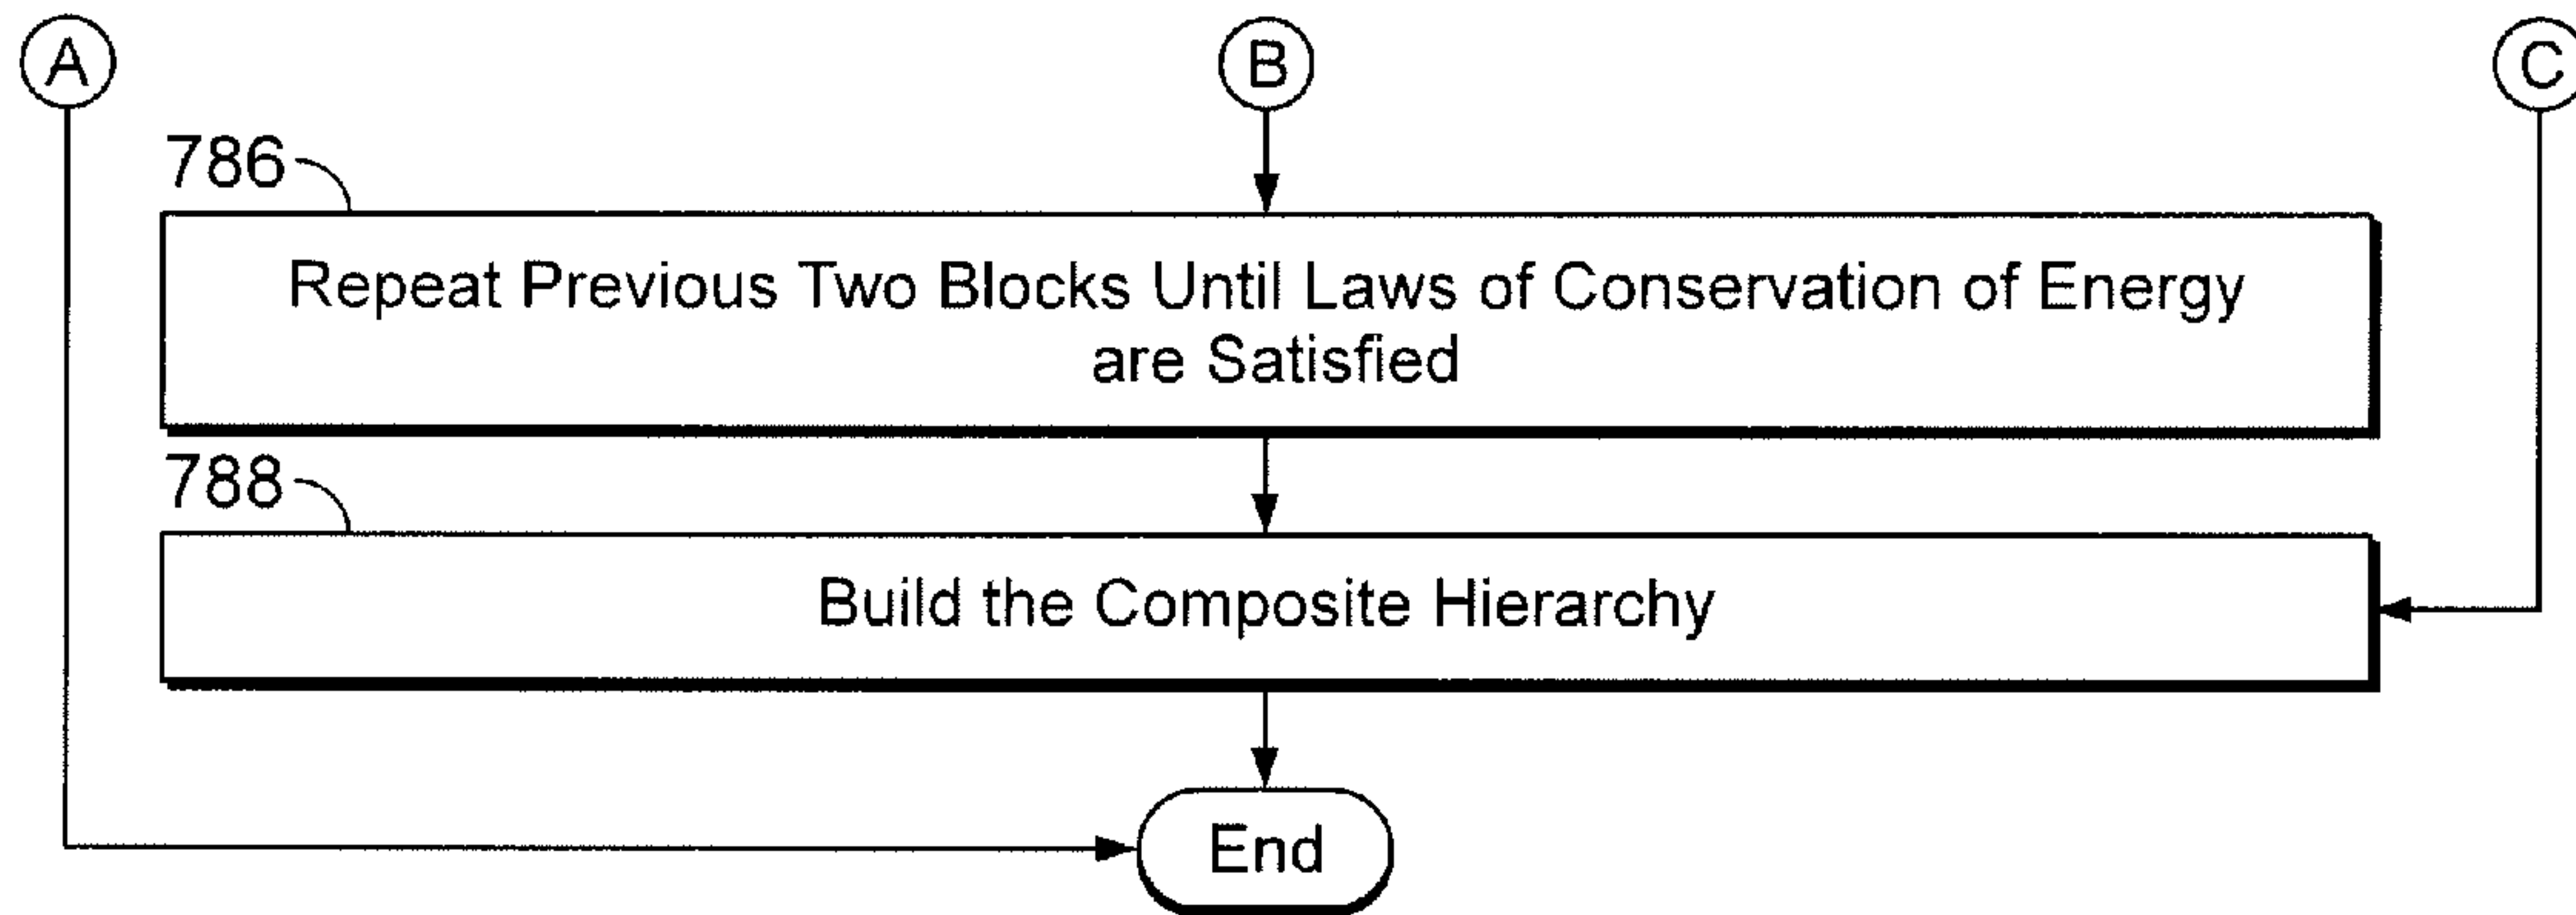 A
B
C
786
Repeat Previous Two Blocks Until Laws of Conservation of Energy
are Satisfied
788
Build the Composite Hierarchy
End